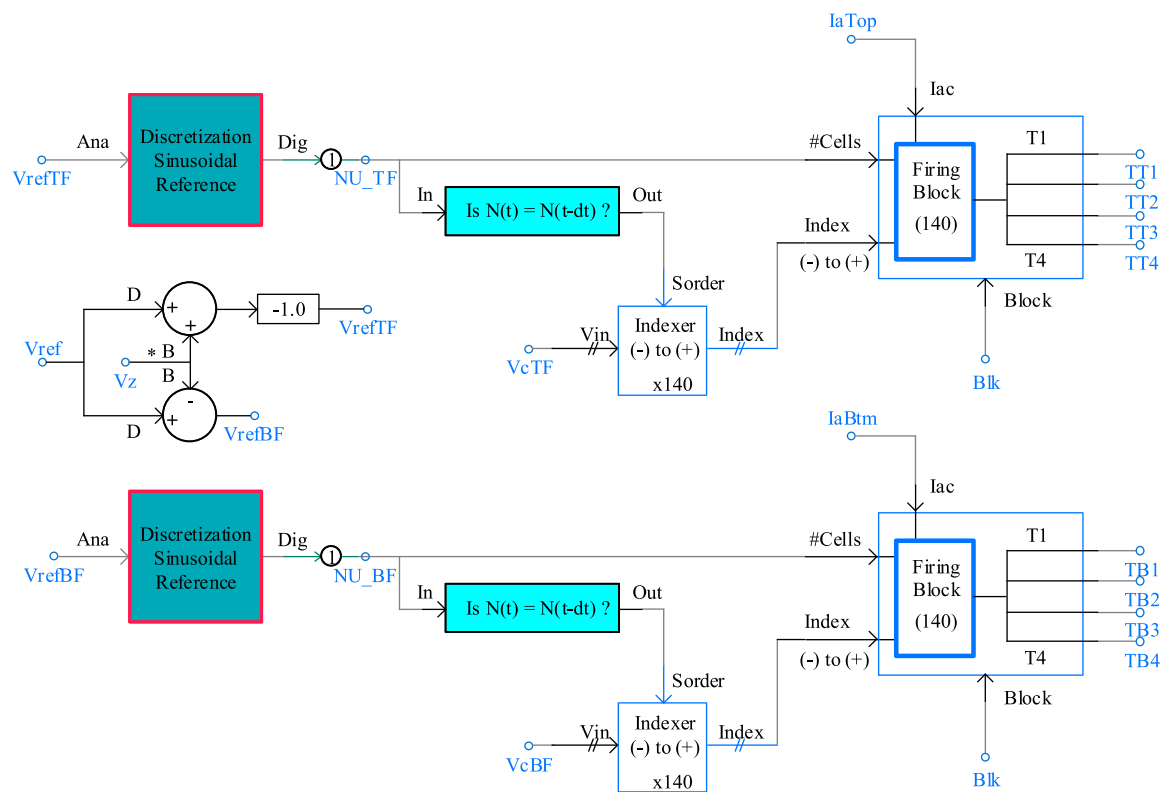 IaTop
Iac
Ana
Discretization
Sinusoidal
Reference
Dig
1
VrefTF
NU_TF
#Cells
Firing
Block
(140)
T1
TT1
TT2
TT3
TT4
T4
In
Is N(t) = N(t-dt) ?
Out
Index
(-) to (+)
Block
Sorder
D
+
+
-1.0
VrefTF
Vref
* B
Vz
B
-
+
D
VrefBF
Vin
VcTF
Indexer
(-) to (+)
x140
Index
Blk
IaBtm
Iac
Ana
Discretization
Sinusoidal
Reference
Dig
1
VrefBF
NU_BF
#Cells
Firing
Block
(140)
T1
TB1
TB2
TB3
TB4
T4
In
Is N(t) = N(t-dt) ?
Out
Index
(-) to (+)
Block
Sorder
Vin
VcBF
Indexer
(-) to (+)
x140
Index
Blk